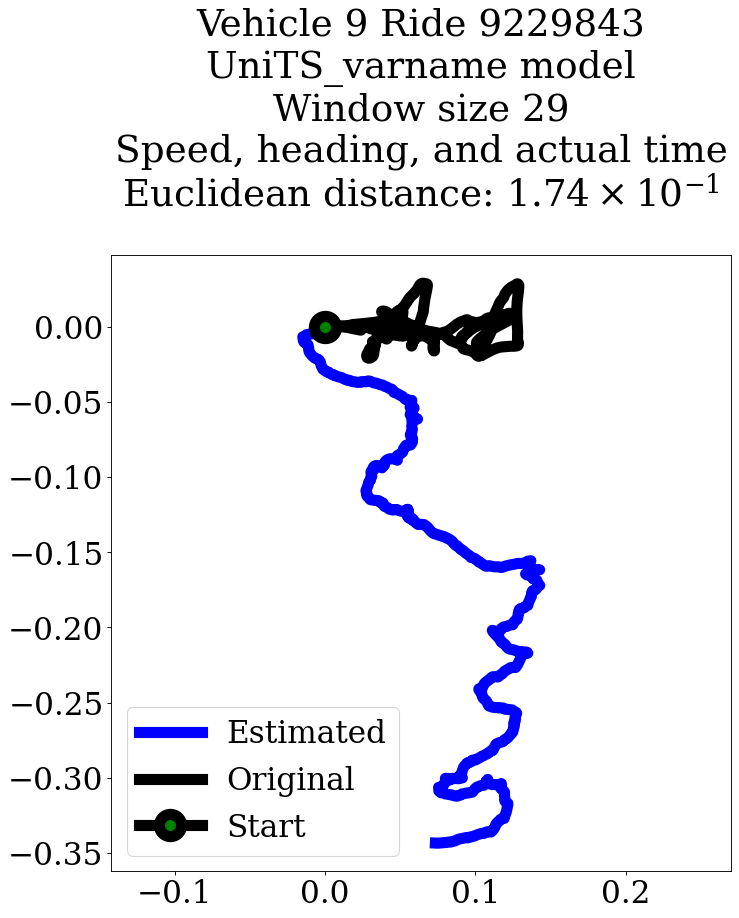 Vehicle 9 Ride 9229843
UniTS_varname model
Window size 29
Speed, heading, and actual time
Euclidean distance: 1.74 × 10⁻¹
0.00
−0.05
−0.10
−0.15
−0.20
−0.25
−0.30
−0.35
Estimated
Original
Start
−0.1
0.0
0.1
0.2